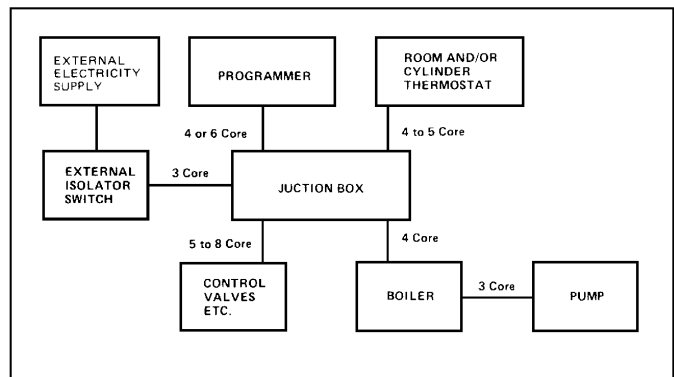 EXTERNAL
ELECTRICITY
SUPPLY
PROGRAMMER
ROOM AND/OR
CYLINDER
THERMOSTAT
4 or 6 Core
4 to 5 Core
EXTERNAL
ISOLATOR
SWITCH
3 Core
JUCTION BOX
5 to 8 Core
4 Core
CONTROL
VALVES
ETC.
BOILER
3 Core
PUMP